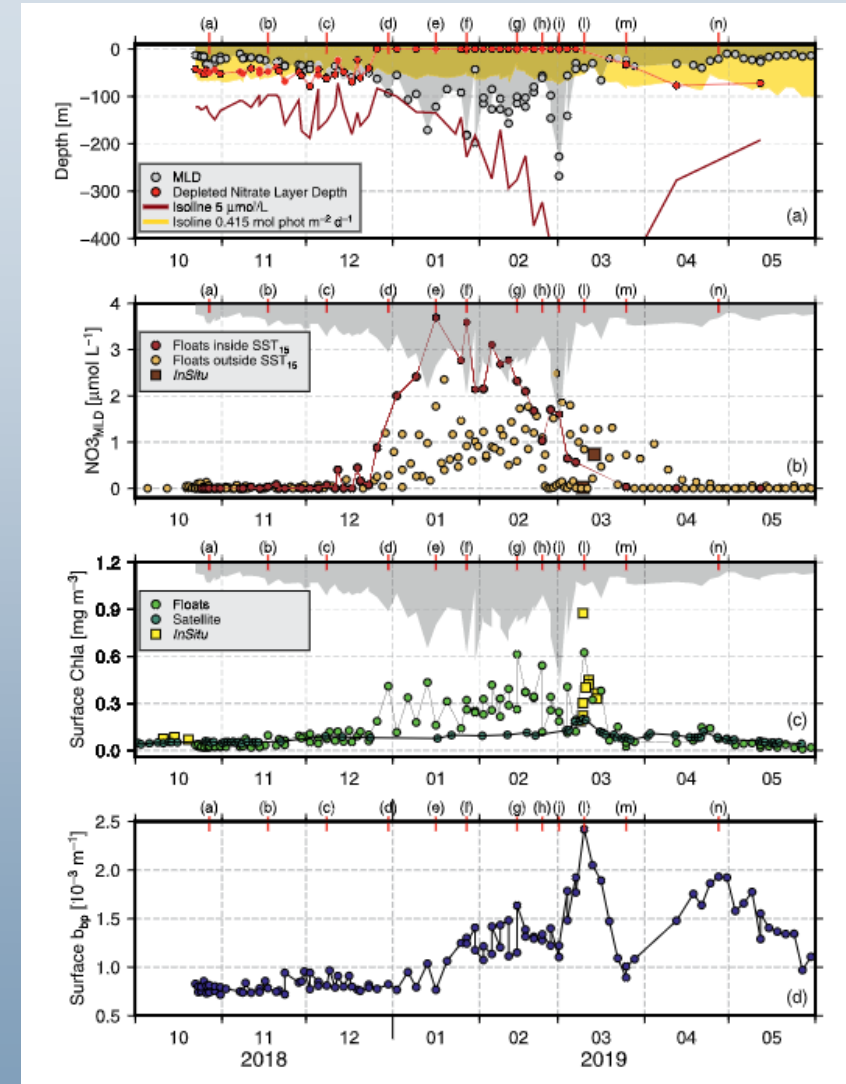 (a) (b) (c) (d) (e) (f) (g) (h) (i) (l) (m) (n)
0
−100
−200
−300
−400
Depth [m]
MLD
Depleted Nitrate Layer Depth
Isoline 5 μmol/L
Isoline 0.415 mol phot m⁻² d⁻¹
(a)
10 11 12 01 02 03 04 05
(a) (b) (c) (d) (e) (f) (g) (h) (i) (l) (m) (n)
4
3
2
1
0
NO3MLD [μmol L⁻¹]
Floats inside SST₁₅
Floats outside SST₁₅
InSitu
(b)
10 11 12 01 02 03 04 05
(a) (b) (c) (d) (e) (f) (g) (h) (i) (l) (m) (n)
1.2
0.9
0.6
0.3
0.0
Surface Chla [mg m⁻³]
Floats
Satellite
InSitu
(c)
10 11 12 01 02 03 04 05
(a) (b) (c) (d) (e) (f) (g) (h) (i) (l) (m) (n)
2.5
2.0
1.5
1.0
0.5
Surface bbp [10⁻³ m⁻¹]
(d)
10 11 12 01 02 03 04 05
2018 2019